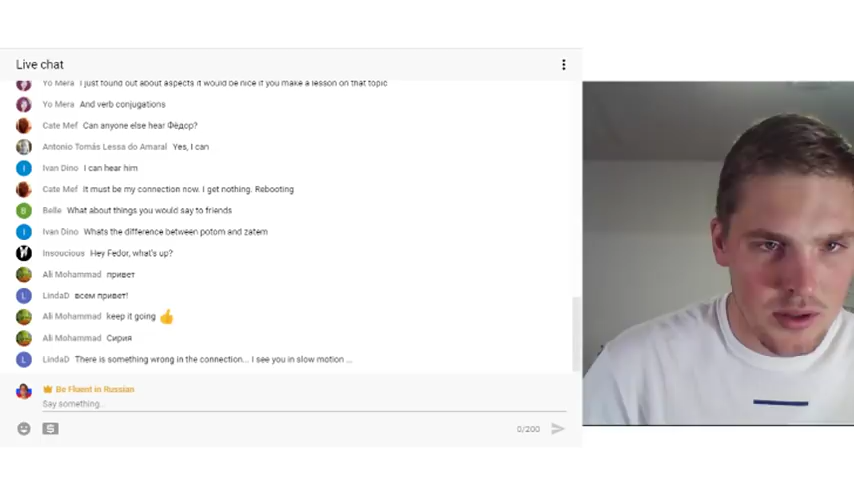 Live chat
Yo Mera I just found out about aspects it would be nice if you make a lesson on that topic
Yo Mera And verb conjugations
Cate Mef Can anyone else hear Фёдор?
Antonio Tomás Lessa do Amaral Yes, I can
Ivan Dino I can hear him
Cate Mef It must be my connection now. I get nothing. Rebooting
B Belle What about things you would say to friends
Ivan Dino Whats the difference between potom and zatem
Insoucious Hey Fedor, what's up?
Ali Mohammad привет
L LindaD всем привет!
Ali Mohammad keep it going
Ali Mohammad Сирия
L LindaD There is something wrong in the connection... I see you in slow motion ...
Be Fluent in Russian
Say something...
0/200